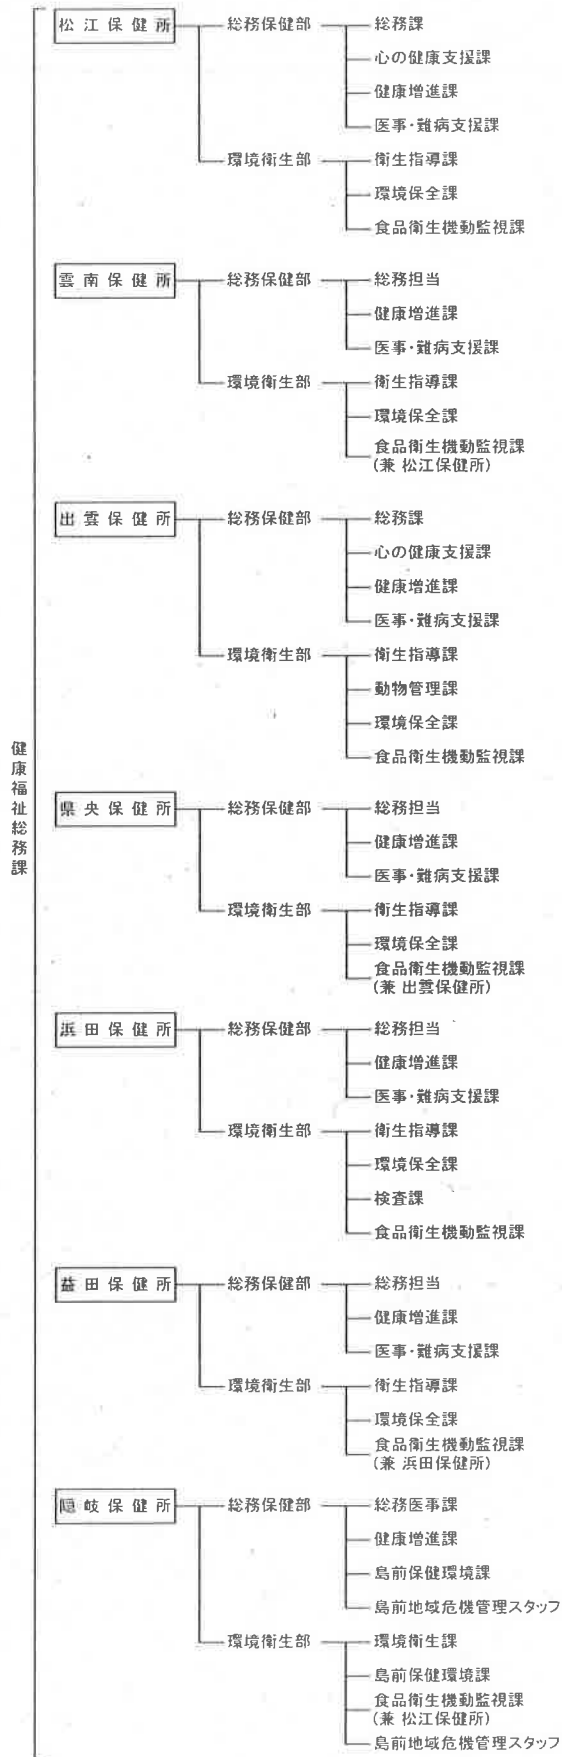 健康福祉総務課
松江保健所
総務保健部
総務課
心の健康支援課
健康増進課
医事・難病支援課
環境衛生部
衛生指導課
環境保全課
食品衛生機動監視課
雲南保健所
総務保健部
総務担当
健康増進課
医事・難病支援課
環境衛生部
衛生指導課
環境保全課
食品衛生機動監視課
(兼 松江保健所)
出雲保健所
総務保健部
総務課
心の健康支援課
健康増進課
医事・難病支援課
環境衛生部
衛生指導課
動物管理課
環境保全課
食品衛生機動監視課
県央保健所
総務保健部
総務担当
健康増進課
医事・難病支援課
環境衛生部
衛生指導課
環境保全課
食品衛生機動監視課
(兼 出雲保健所)
浜田保健所
総務保健部
総務担当
健康増進課
医事・難病支援課
環境衛生部
衛生指導課
環境保全課
検査課
食品衛生機動監視課
益田保健所
総務保健部
総務担当
健康増進課
医事・難病支援課
環境衛生部
衛生指導課
環境保全課
食品衛生機動監視課
(兼 浜田保健所)
隠岐保健所
総務保健部
総務医事課
健康増進課
島前保健環境課
島前地域危機管理スタッフ
環境衛生部
環境衛生課
島前保健環境課
食品衛生機動監視課
(兼 松江保健所)
島前地域危機管理スタッフ